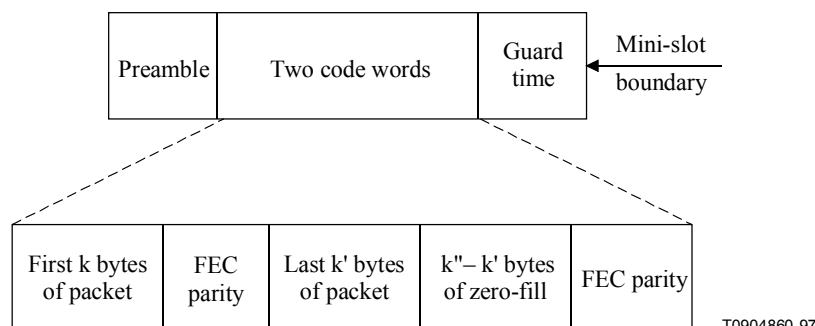 Preamble
Two code words
Guard
time
Mini-slot
boundary
First k bytes
of packet
FEC
parity
Last k' bytes
of packet
k"– k' bytes
of zero-fill
FEC parity
T0904860-97